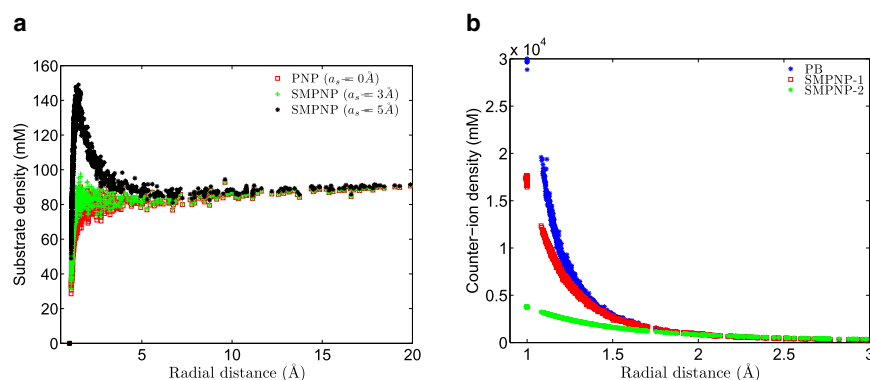 a
160
140
120
100
80
60
40
20
0
5
10
15
20
Substrate density (mM)
Radial distance (Å)
PNP (a_s = 0Å)
SMPNP (a_s = 3Å)
SMPNP (a_s = 5Å)
b
3 x 10^4
2.5
2
1.5
1
0.5
0
1
1.5
2
2.5
3
Counter-ion density (mM)
Radial distance (Å)
PB
SMPNP-1
SMPNP-2